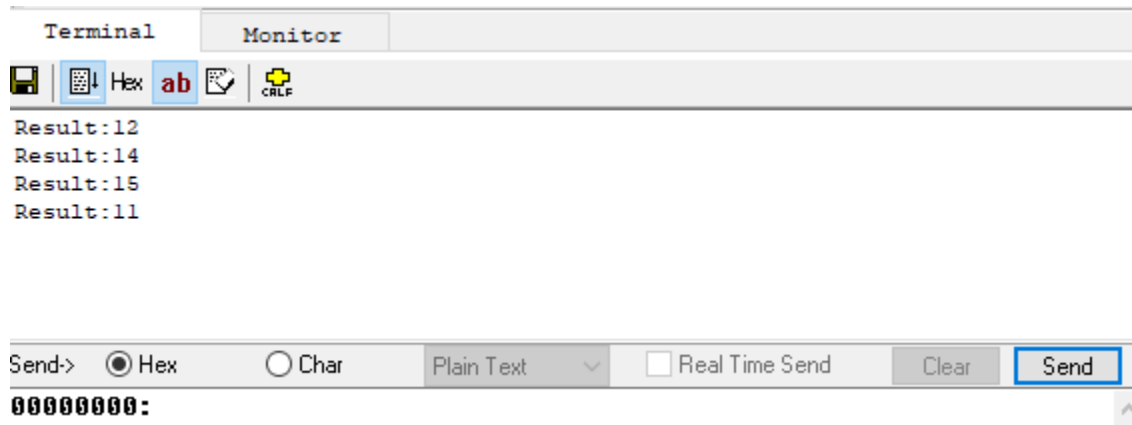 Terminal Monitor
Hex ab CRLF
Result:12
Result:14
Result:15
Result:11
Send-> Hex Char Plain Text Real Time Send Clear Send
00000000: